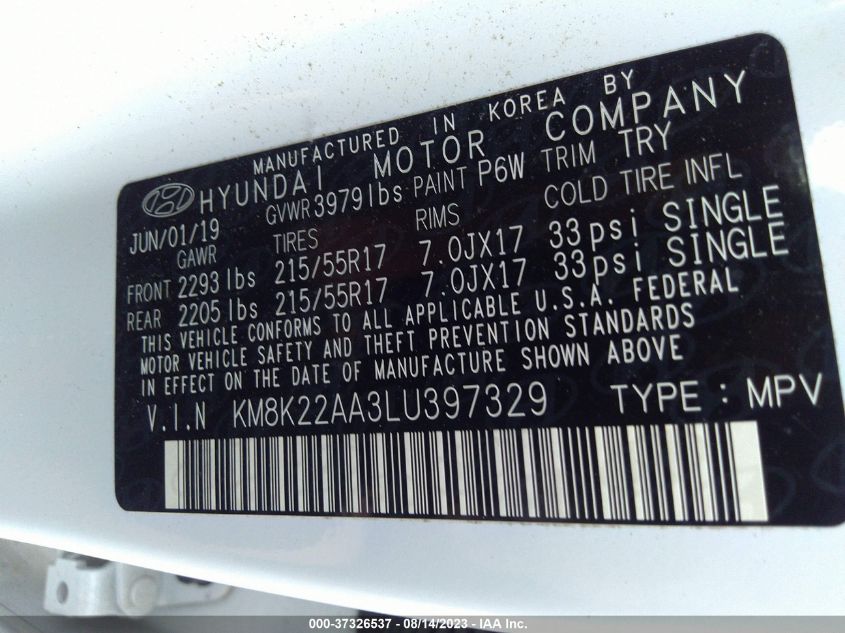 MANUFACTURED IN KOREA BY
HYUNDAI MOTOR COMPANY
JUN/01/19 GVWR 3979 lbs PAINT P6W TRIM TRY
GAWR TIRES RIMS COLD TIRE INFL
FRONT 2293 lbs 215/55R17 7.0JX17 33psi SINGLE
REAR 2205 lbs 215/55R17 7.0JX17 33psi SINGLE
THIS VEHICLE CONFORMS TO ALL APPLICABLE U.S.A. FEDERAL
MOTOR VEHICLE SAFETY AND THEFT PREVENTION STANDARDS
IN EFFECT ON THE DATE OF MANUFACTURE SHOWN ABOVE
V.I.N KM8K22AA3LU397329 TYPE : MPV
000-37326537 - 08/14/2023 - IAA Inc.